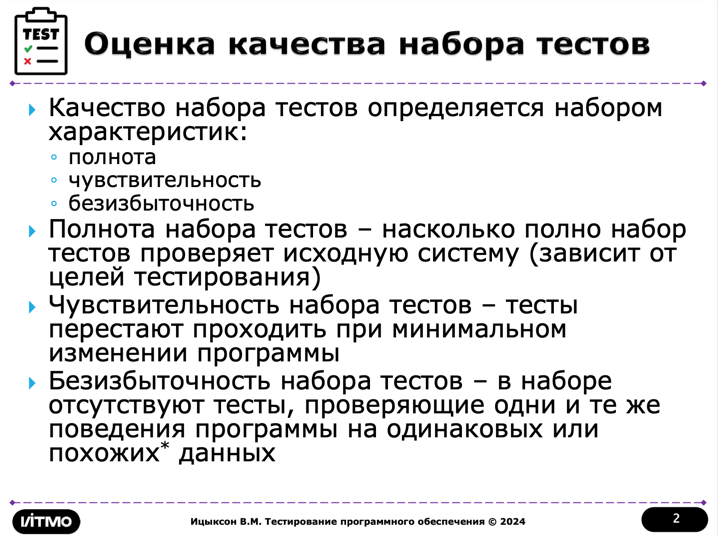 TEST
Оценка качества набора тестов
Качество набора тестов определяется набором
характеристик:
полнота
чувствительность
безизбыточность
Полнота набора тестов – насколько полно набор
тестов проверяет исходную систему (зависит от
целей тестирования)
Чувствительность набора тестов – тесты
перестают проходить при минимальном
изменении программы
Безизбыточность набора тестов – в наборе
отсутствуют тесты, проверяющие одни и те же
поведения программы на одинаковых или
похожих* данных
ИTMO
Ицыксон В.М. Тестирование программного обеспечения © 2024
2